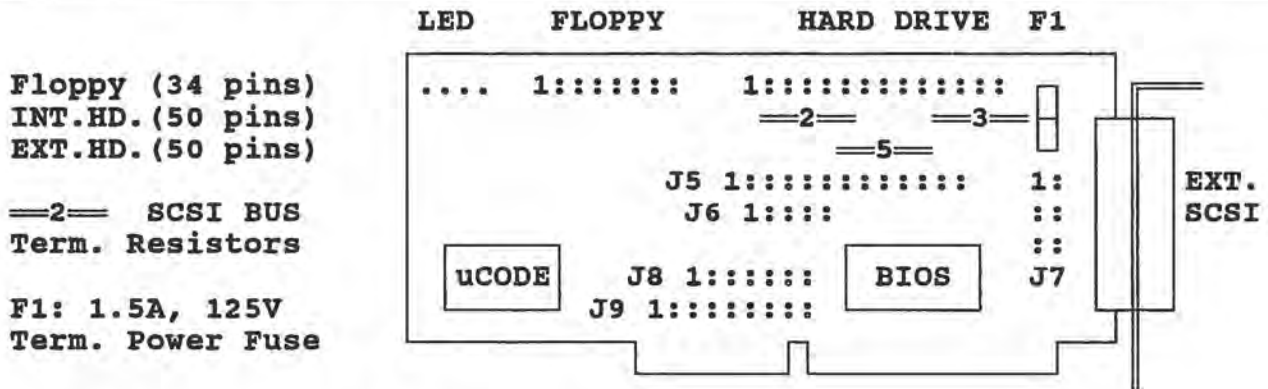 LED FLOPPY HARD DRIVE F1
Floppy (34 pins)
INT.HD.(50 pins)
EXT.HD.(50 pins)
==2== SCSI BUS
Term. Resistors
F1: 1.5A, 125V
Term. Power Fuse
.... 1::::::: 1:::::::::::::
==2== ==3==
==5==
J5 1:::::::::::: 1:
J6 1:::: ::
::
uCODE J8 1:::::: BIOS J7
J9 1::::::::
EXT.
SCSI